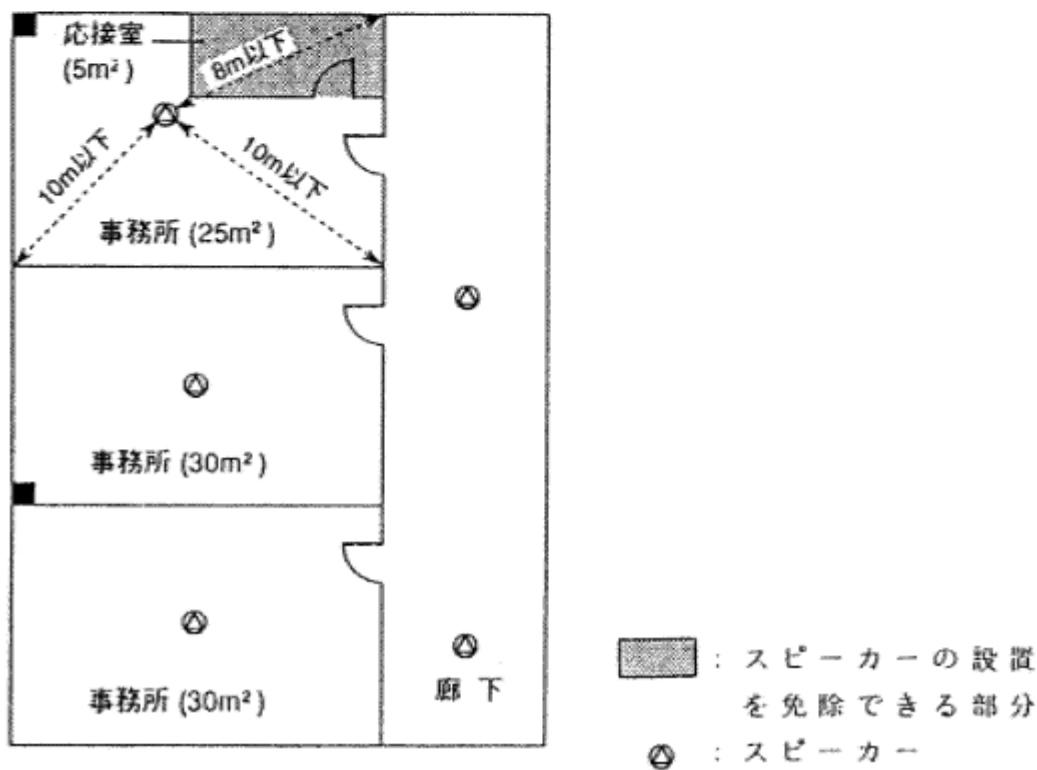 応接室
(5m²)
8m以下
10m以下
10m以下
事務所 (25m²)
事務所 (30m²)
事務所 (30m²)
廊下
: スピーカーの設置
を免除できる部分
: スピーカー